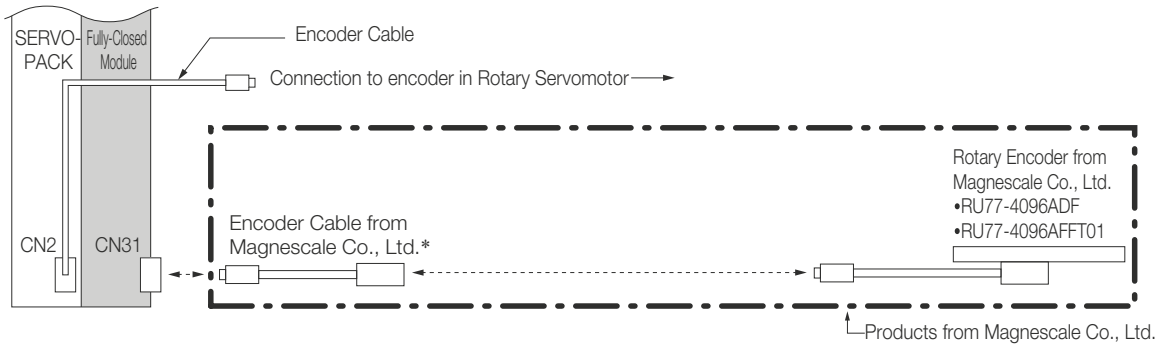 SERVO-
PACK
Fully-Closed
Module
Encoder Cable
Connection to encoder in Rotary Servomotor
Rotary Encoder from
Magnescale Co., Ltd.
•RU77-4096ADF
•RU77-4096AFFT01
Encoder Cable from
Magnescale Co., Ltd.*
CN2
CN31
Products from Magnescale Co., Ltd.